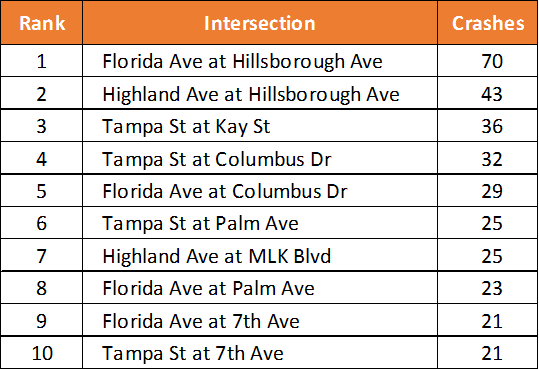 Rank Intersection Crashes
1 Florida Ave at Hillsborough Ave 70
2 Highland Ave at Hillsborough Ave 43
3 Tampa St at Kay St 36
4 Tampa St at Columbus Dr 32
5 Florida Ave at Columbus Dr 29
6 Tampa St at Palm Ave 25
7 Highland Ave at MLK Blvd 25
8 Florida Ave at Palm Ave 23
9 Florida Ave at 7th Ave 21
10 Tampa St at 7th Ave 21